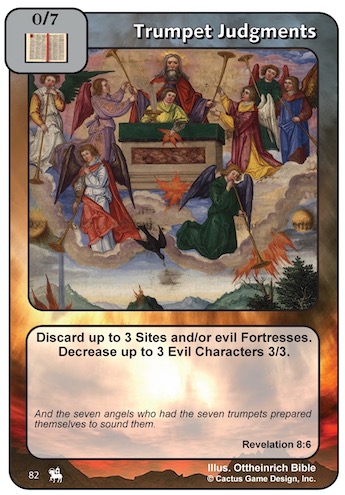 0/7
Trumpet Judgments
Discard up to 3 Sites and/or evil Fortresses.
Decrease up to 3 Evil Characters 3/3.
And the seven angels who had the seven trumpets prepared
themselves to sound them.
Revelation 8:6
Illus. Ottheinrich Bible
82
© Cactus Game Design, Inc.